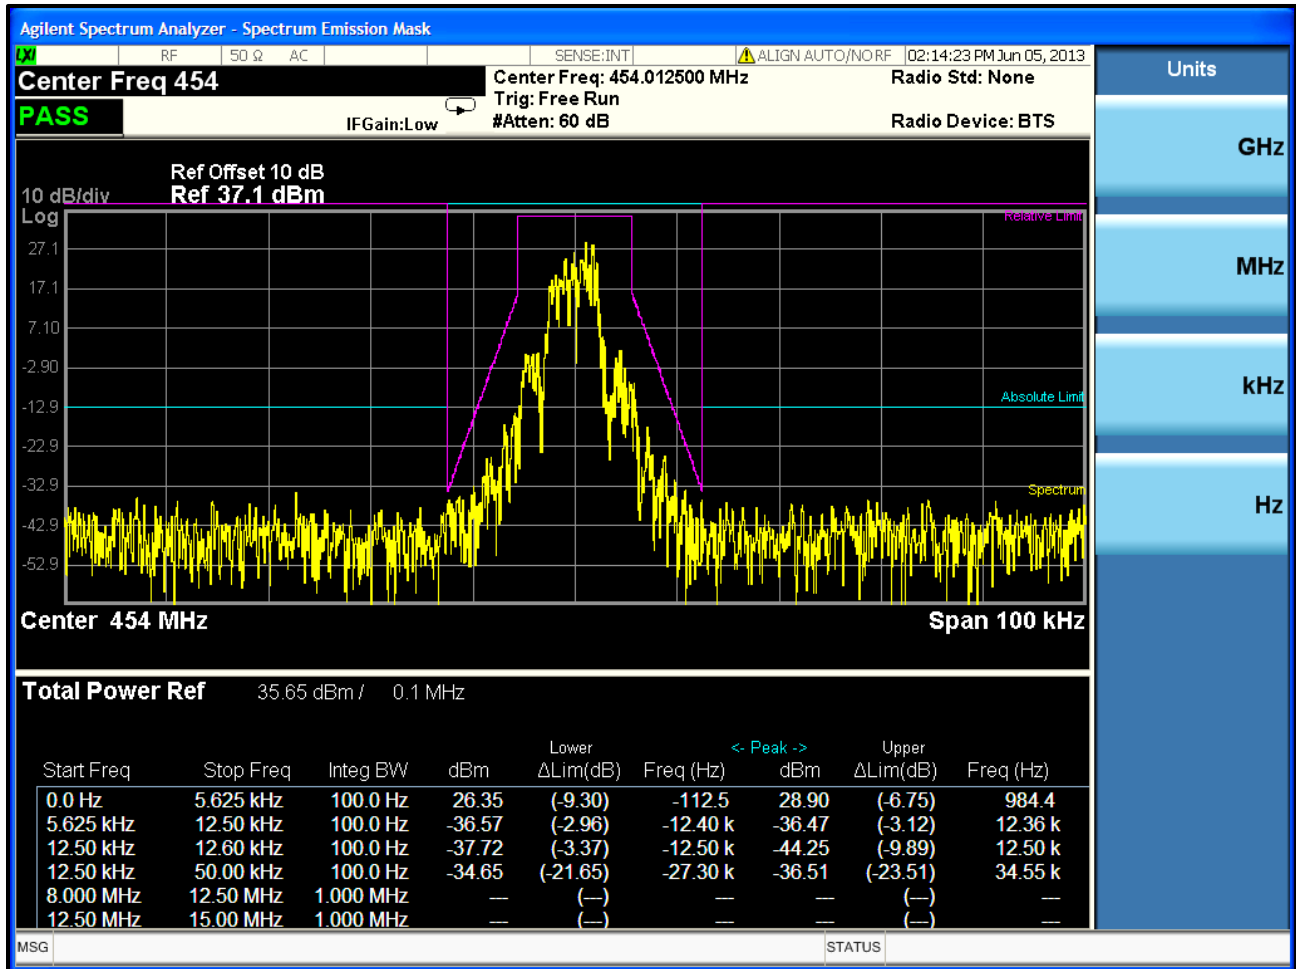 Agilent Spectrum Analyzer - Spectrum Emission Mask
LXI RF 50 Ω AC SENSE:INT ALIGN AUTO/NO RF 02:14:23 PM Jun 05, 2013
Center Freq 454 Center Freq: 454.012500 MHz Radio Std: None
Trig: Free Run
PASS IFGain:Low #Atten: 60 dB Radio Device: BTS
Units
GHz
MHz
kHz
Hz
Ref Offset 10 dB
10 dB/div Ref 37.1 dBm
Log
Relative Limit
27.1
17.1
7.10
-2.90
Absolute Limit
-12.9
-22.9
-32.9
Spectrum
-42.9
-52.9
Center 454 MHz Span 100 kHz
Total Power Ref 35.65 dBm / 0.1 MHz
Lower <- Peak -> Upper
Start Freq Stop Freq Integ BW dBm ΔLim(dB) Freq (Hz) dBm ΔLim(dB) Freq (Hz)
0.0 Hz 5.625 kHz 100.0 Hz 26.35 (-9.30) -112.5 28.90 (-6.75) 984.4
5.625 kHz 12.50 kHz 100.0 Hz -36.57 (-2.96) -12.40 k -36.47 (-3.12) 12.36 k
12.50 kHz 12.60 kHz 100.0 Hz -37.72 (-3.37) -12.50 k -44.25 (-9.89) 12.50 k
12.50 kHz 50.00 kHz 100.0 Hz -34.65 (-21.65) -27.30 k -36.51 (-23.51) 34.55 k
8.000 MHz 12.50 MHz 1.000 MHz --- (---) --- --- (---) ---
12.50 MHz 15.00 MHz 1.000 MHz --- (---) --- --- (---) ---
MSG STATUS